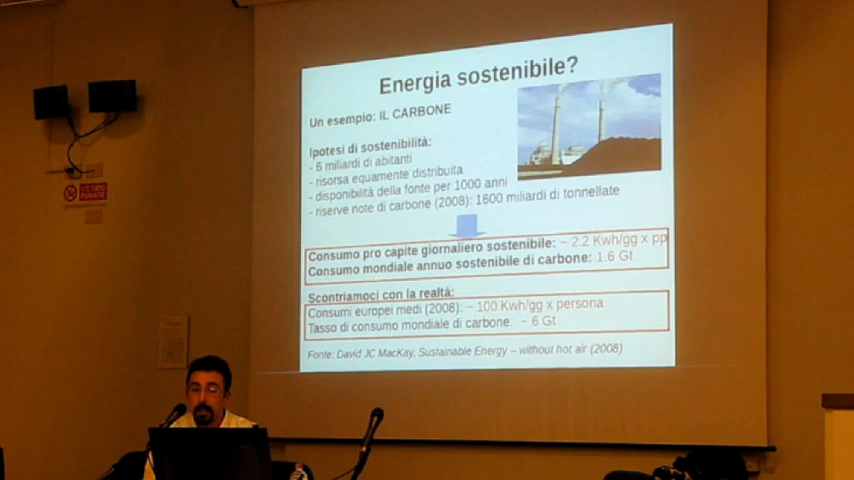 Energia sostenibile?
Un esempio: IL CARBONE
Ipotesi di sostenibilità:
- 6 miliardi di abitanti
- risorsa equamente distribuita
- disponibilità della fonte per 1000 anni
- riserve note di carbone (2008): 1600 miliardi di tonnellate
Consumo pro capite giornaliero sostenibile: ~ 2.2 Kwh/gg x pp
Consumo mondiale annuo sostenibile di carbone: 1.6 Gt
Scontriamoci con la realtà:
Consumi europei medi (2008): ~ 100 Kwh/gg x persona
Tasso di consumo mondiale di carbone: ~ 6 Gt
Fonte: David JC MacKay, Sustainable Energy – without hot air (2008)
VIETATO
FUMARE